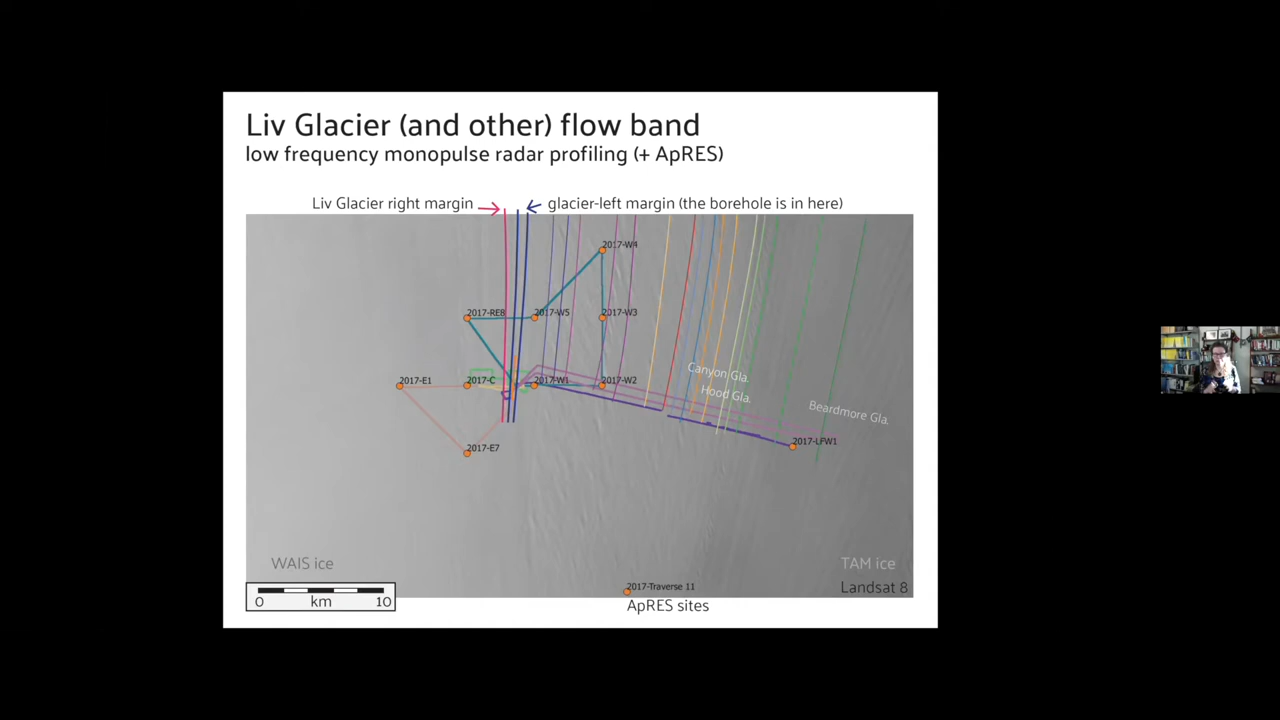 Liv Glacier (and other) flow band
low frequency monopulse radar profiling (+ ApRES)
Liv Glacier right margin
glacier-left margin (the borehole is in here)
2017-W4
2017-RE8
2017-W5
2017-W3
2017-E1
2017-C
2017-W1
2017-W2
Canyon Gla.
Hood Gla.
Beardmore Gla.
2017-LFW1
2017-E7
WAIS ice
TAM ice
Landsat 8
0 km 10
2017-Traverse 11
ApRES sites